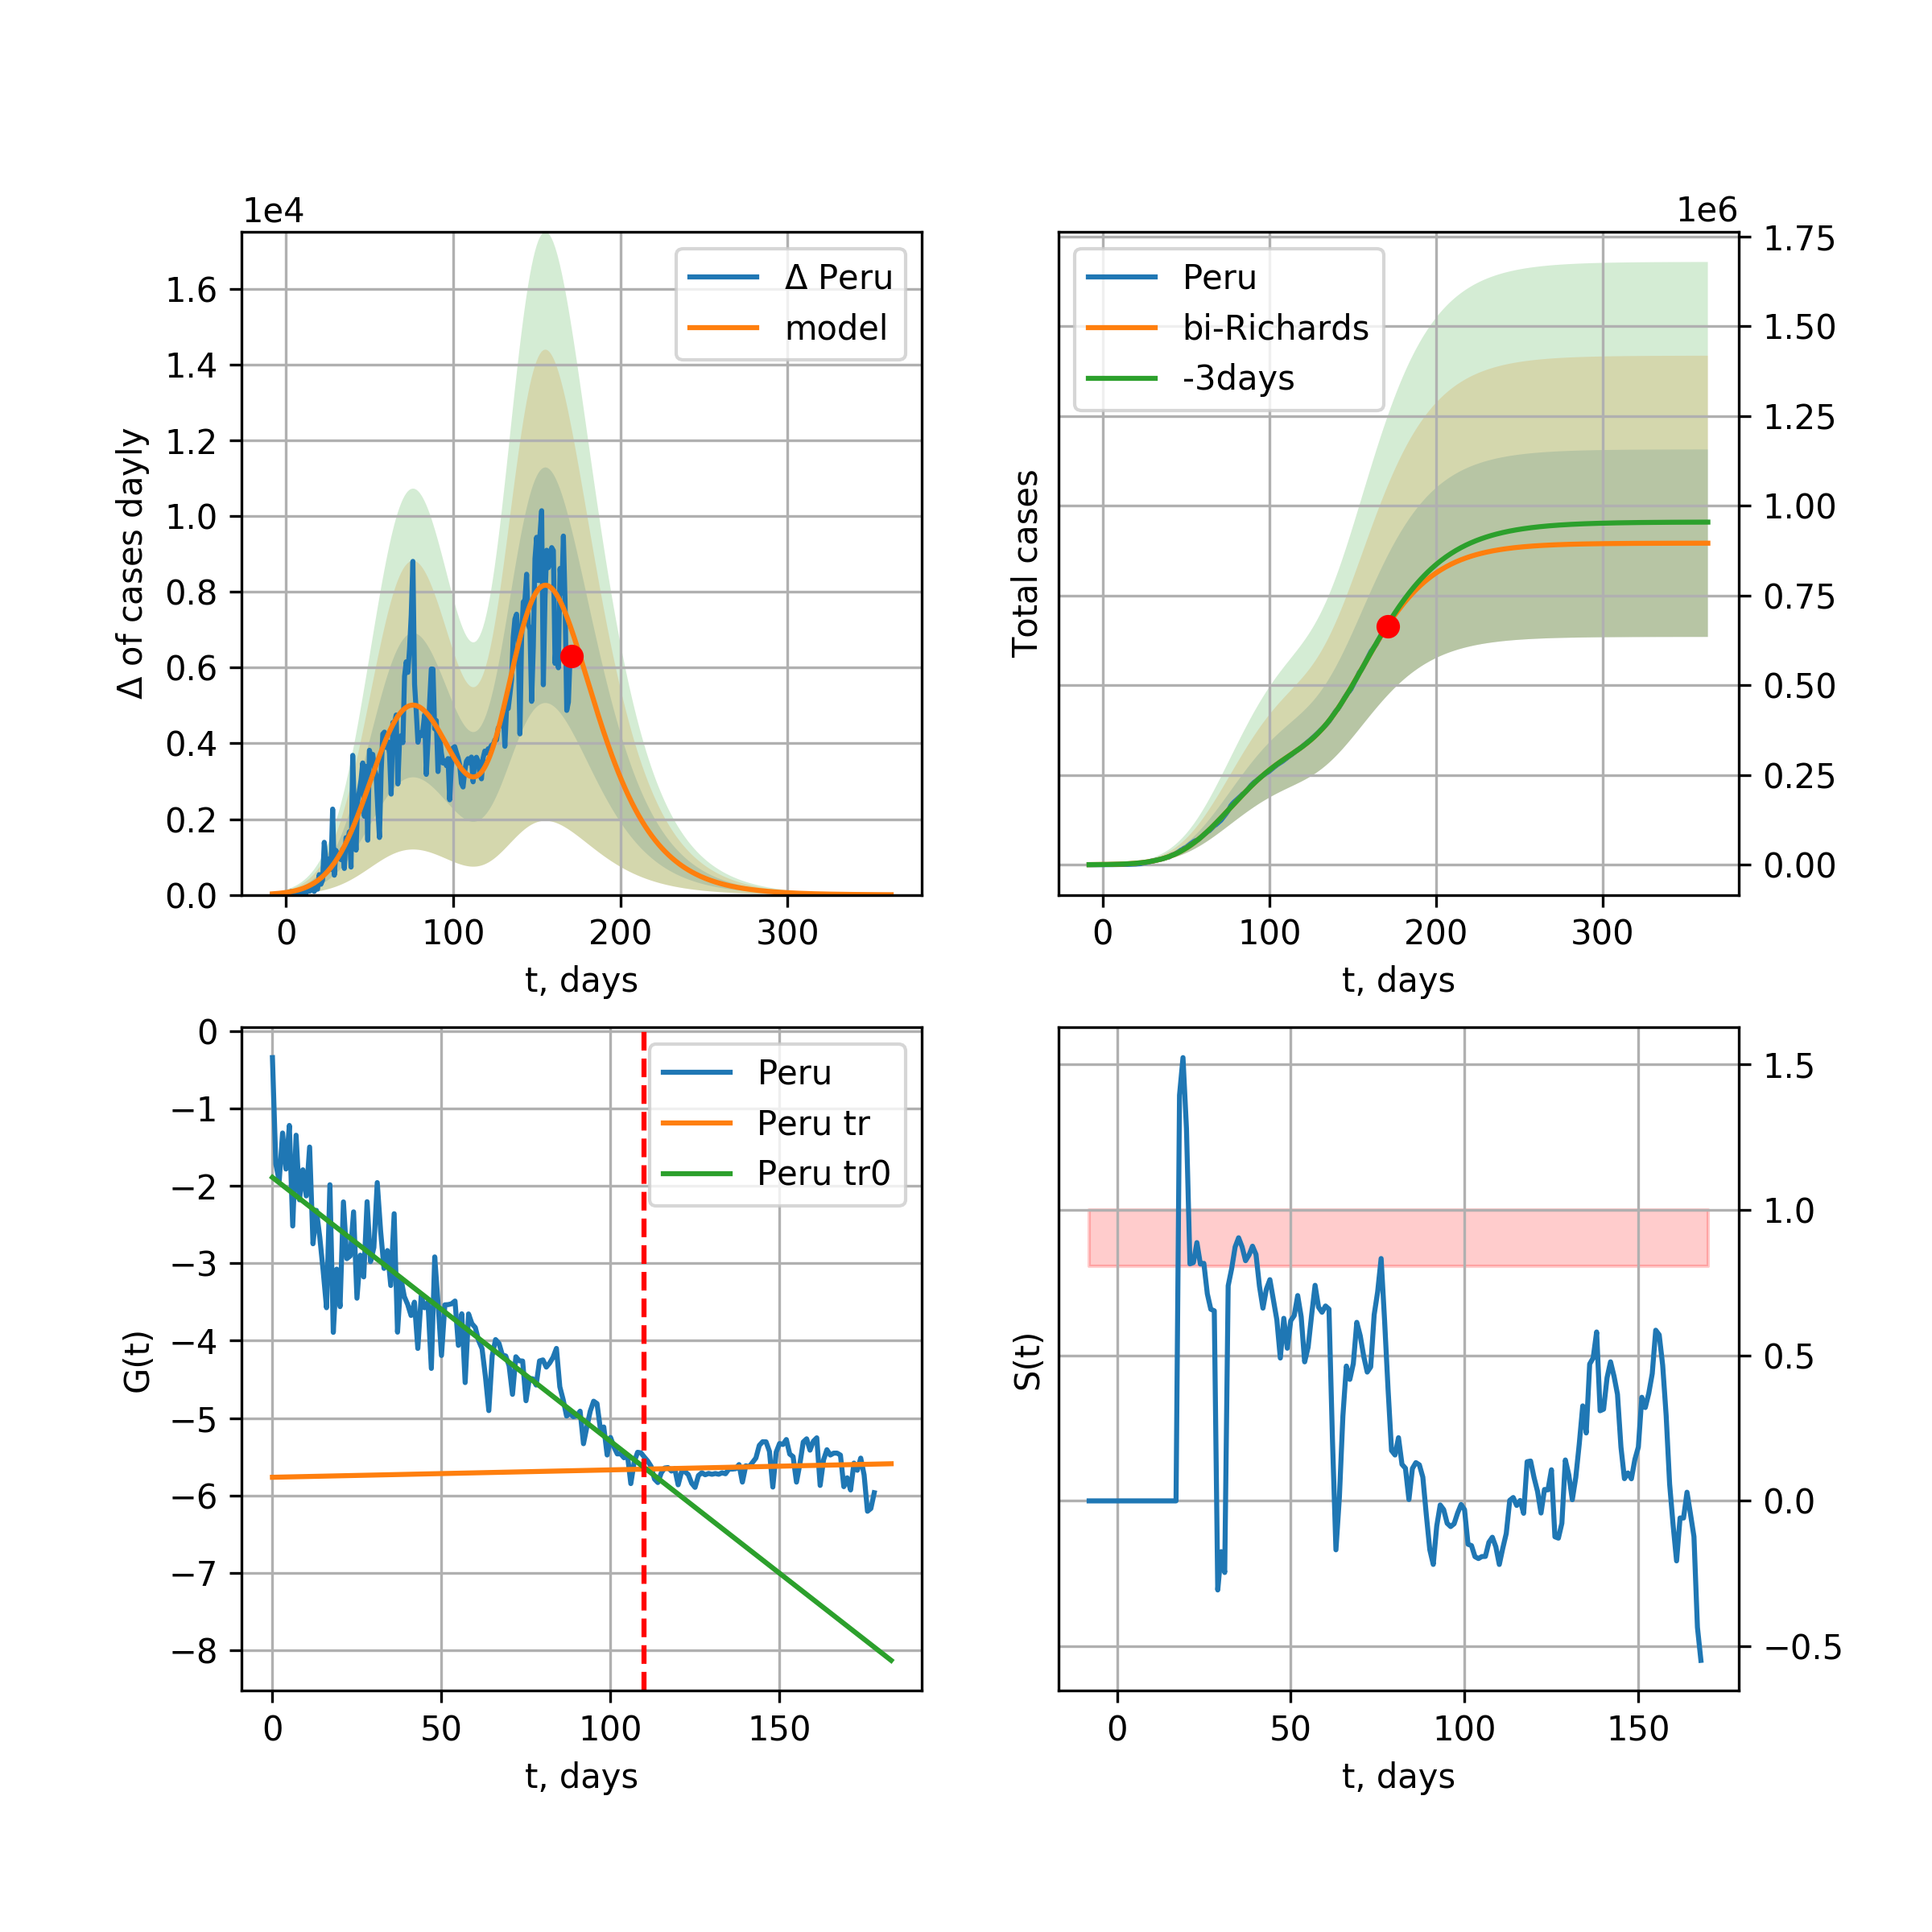 1e4
Δ of cases dayly
1.6
1.4
1.2
1.0
0.8
0.6
0.4
0.2
0.0
0 100 200 300
t, days
Δ Peru
model
1e6
Total cases
1.75
1.50
1.25
1.00
0.75
0.50
0.25
0.00
0 100 200 300
t, days
Peru
bi-Richards
-3days
G(t)
0
−1
−2
−3
−4
−5
−6
−7
−8
0 50 100 150
t, days
Peru
Peru tr
Peru tr0
S(t)
1.5
1.0
0.5
0.0
−0.5
0 50 100 150
t, days